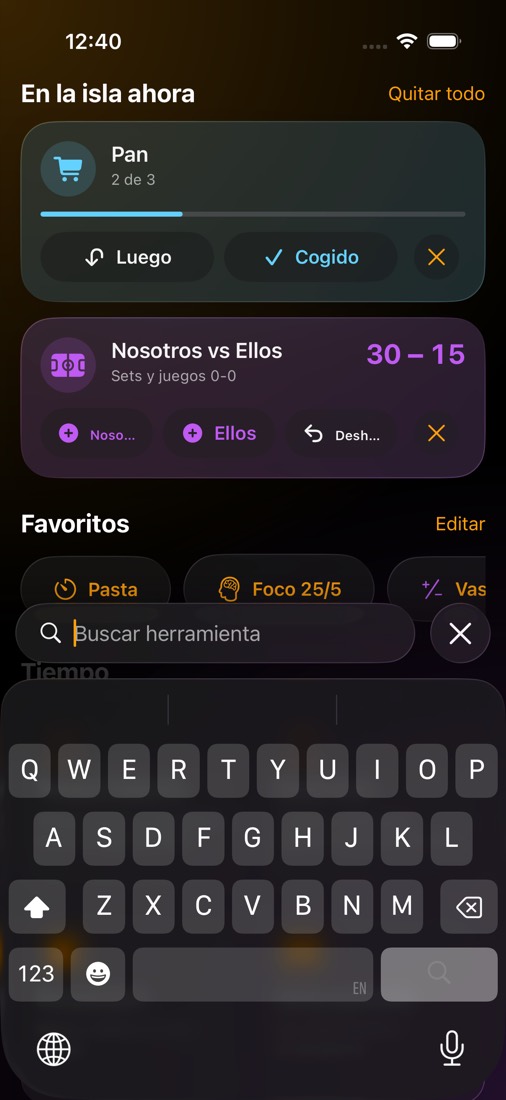 12:40
En la isla ahora
Quitar todo
Pan
2 de 3
Luego
Cogido
Nosotros vs Ellos
30 – 15
Sets y juegos 0-0
Noso...
Ellos
Desh...
Favoritos
Editar
Pasta
Foco 25/5
Vas
Buscar herramienta
Tiempo
Q W E R T Y U I O P
A S D F G H J K L
Z X C V B N M
123
EN